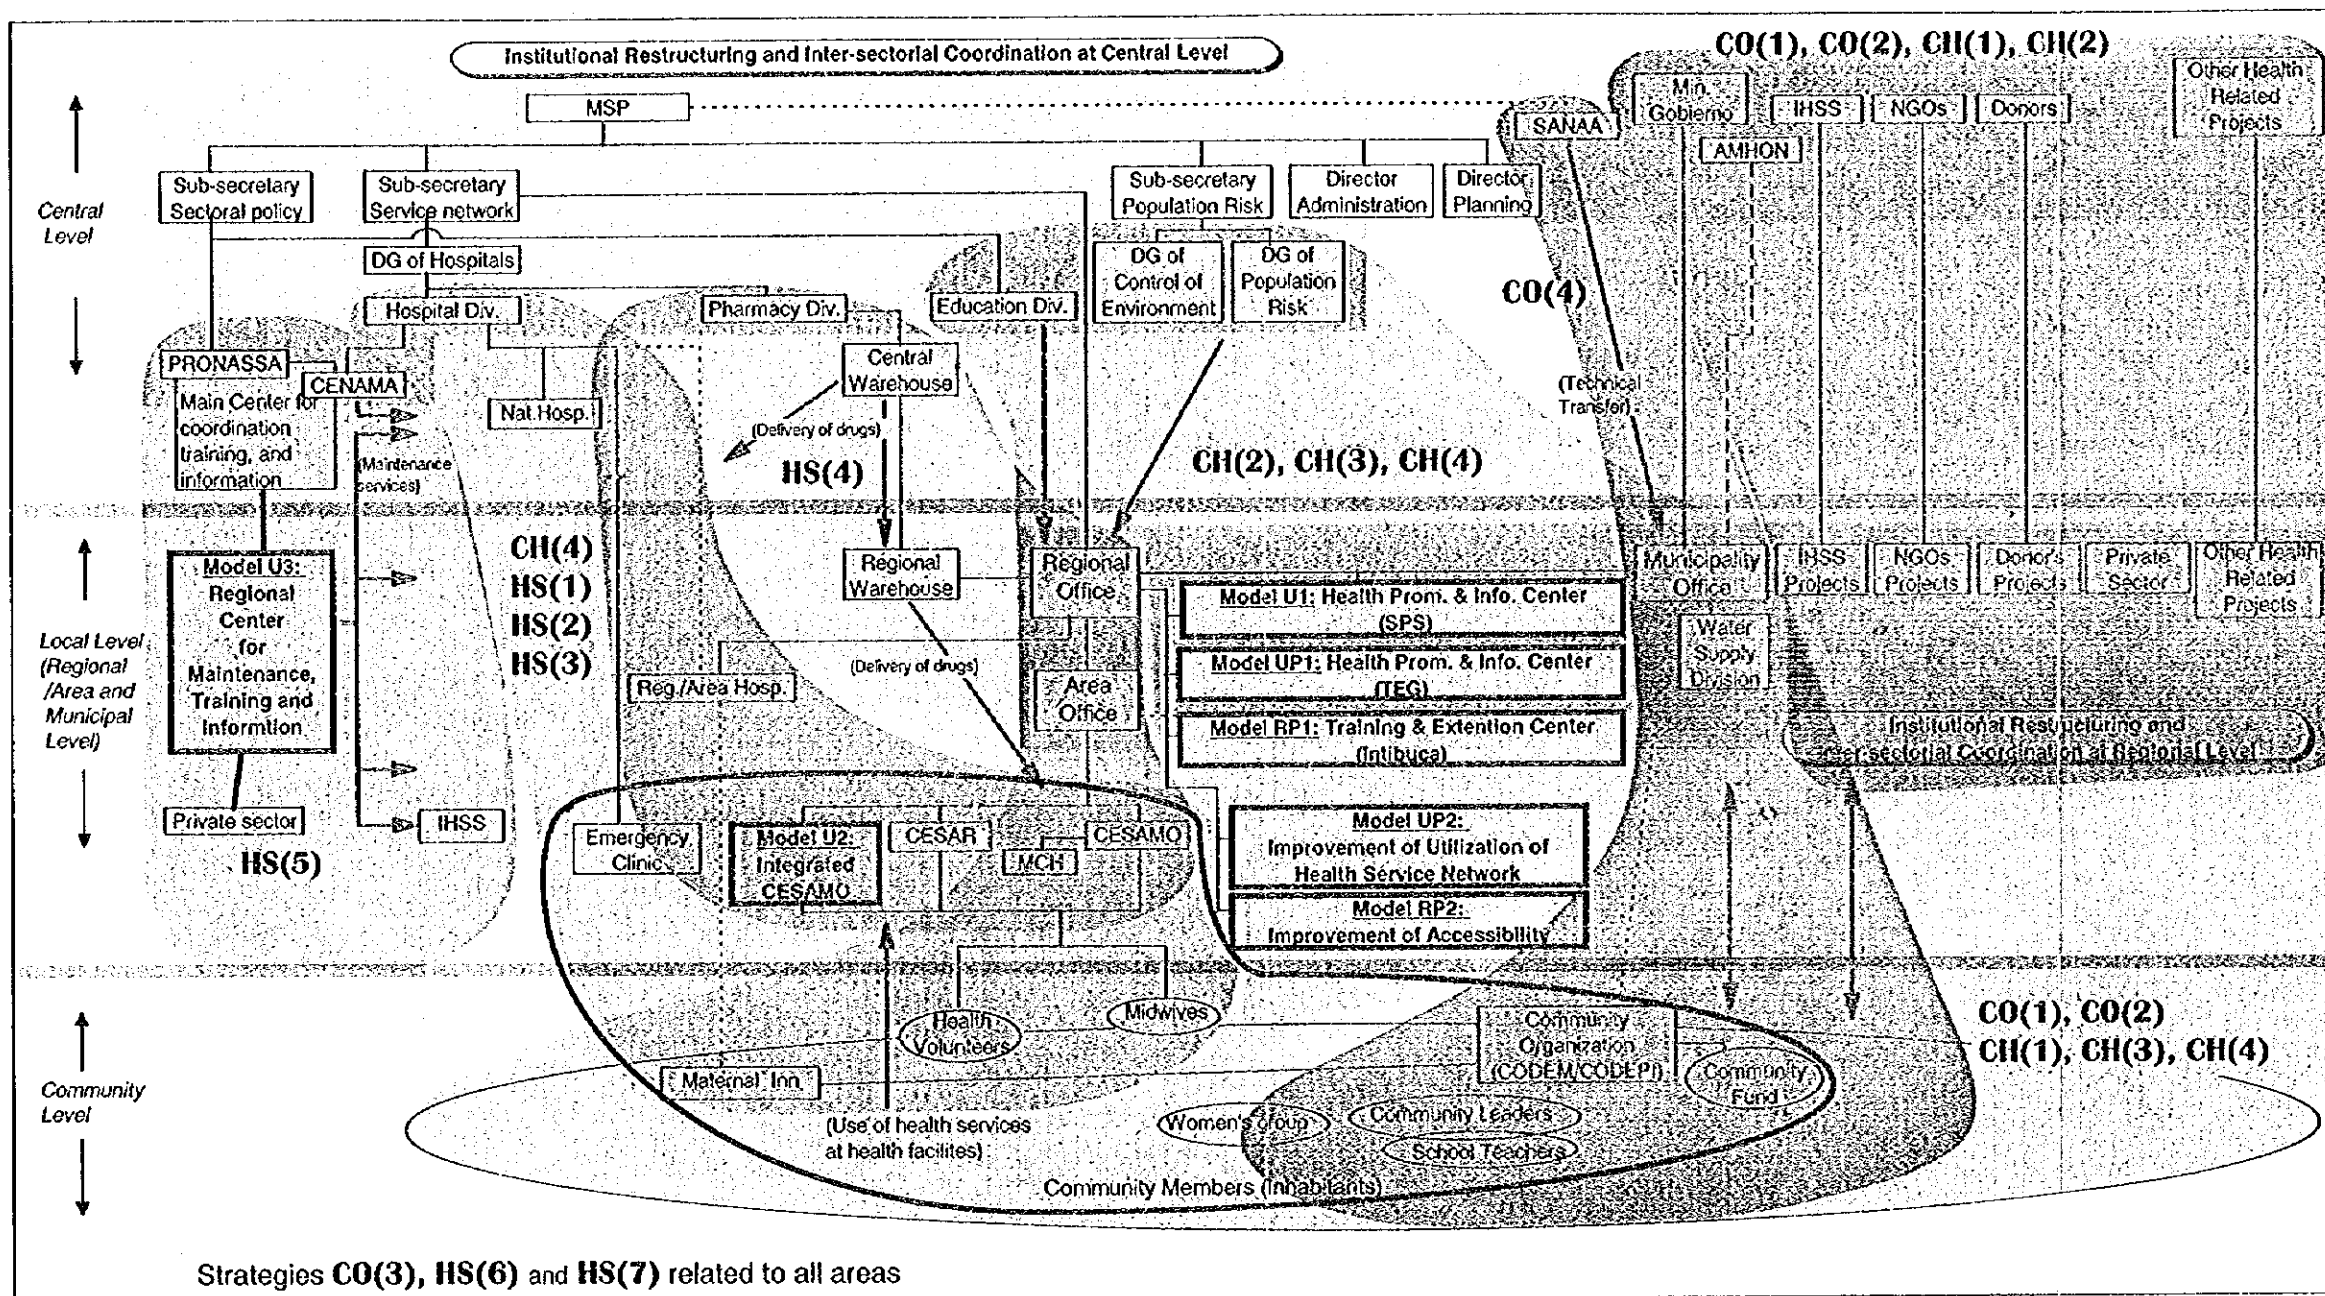 Institutional Restructuring and Inter-sectorial Coordination at Central Level
CO(1), CO(2), CH(1), CH(2)
MSP
SANAA
Min.
Gobierno
IHSS
NGOs
Donors
Other Health
Related
Projects
AMHON
Central
Level
Sub-secretary
Sectoral policy
Sub-secretary
Service network
Sub-secretary
Population Risk
Director
Administration
Director
Planning
DG of Hospitals
DG of
Control of
Environment
DG of
Population
Risk
CO(4)
Hospital Div.
Pharmacy Div.
Education Div.
PRONASSA
CENAMA
Main Center for
coordination
training, and
information
Nat.Hosp.
Central
Warehouse
(Technical
Transfer)
(Delivery of drugs)
(Maintenance
services)
HS(4)
CH(2), CH(3), CH(4)
Local Level
(Regional
/Area and
Municipal
Level)
Model U3:
Regional
Center
for
Maintenance,
Training and
Informtion
CH(4)
HS(1)
HS(2)
HS(3)
Regional
Warehouse
Regional
Office
Municipality
Office
IHSS
Projects
NGOs
Projects
Donor's
Projects
Private
Sector
Other Health
Related
Projects
Model U1: Health Prom. & Info. Center
(SPS)
Model UP1: Health Prom. & Info. Center
(TEG)
Model RP1: Training & Extention Center
(Intibuca)
Water
Supply
Division
(Delivery of drugs)
Reg./Area Hosp.
Area
Office
Institutional Restructuring and
Inter-sectorial Coordination at Regional Level
Private sector
IHSS
HS(5)
Emergency
Clinic
Model U2:
Integrated
CESAMO
CESAR
MCH
CESAMO
Model UP2:
Improvement of Utilization of
Health Service Network
Model RP2:
Improvement of Accessibility
Community
Level
Health
Volunteers
Midwives
Community
Organization
(CODEM/CODEPI)
Community
Fund
CO(1), CO(2)
CH(1), CH(3), CH(4)
Maternal Inn
(Use of health services
at health facilites)
Women's Group
Community Leaders
School Teachers
Community Members (Inhabitants)
Strategies CO(3), HS(6) and HS(7) related to all areas